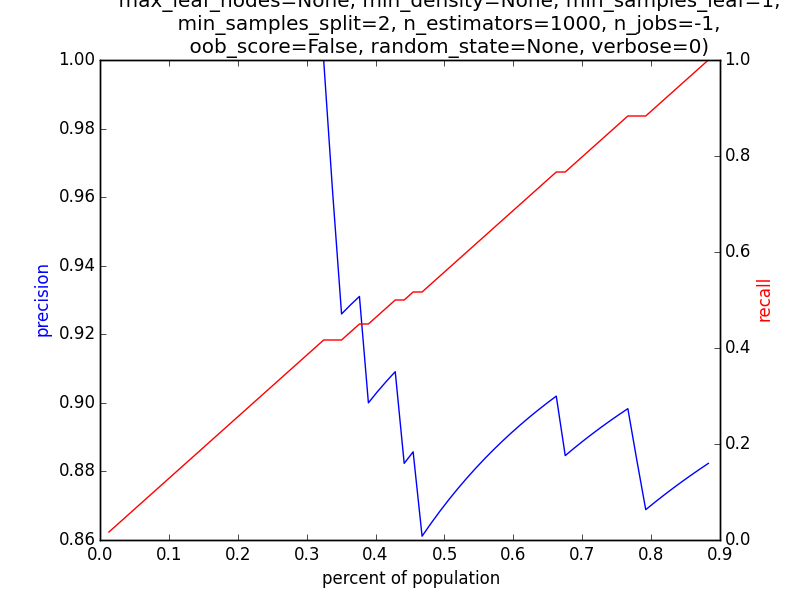 max_leaf_nodes=None, min_density=None, min_samples_leaf=1,
min_samples_split=2, n_estimators=1000, n_jobs=-1,
oob_score=False, random_state=None, verbose=0)
1.00
0.98
0.96
0.94
0.92
0.90
0.88
0.86
precision
1.0
0.8
0.6
0.4
0.2
0.0
recall
0.0 0.1 0.2 0.3 0.4 0.5 0.6 0.7 0.8 0.9
percent of population